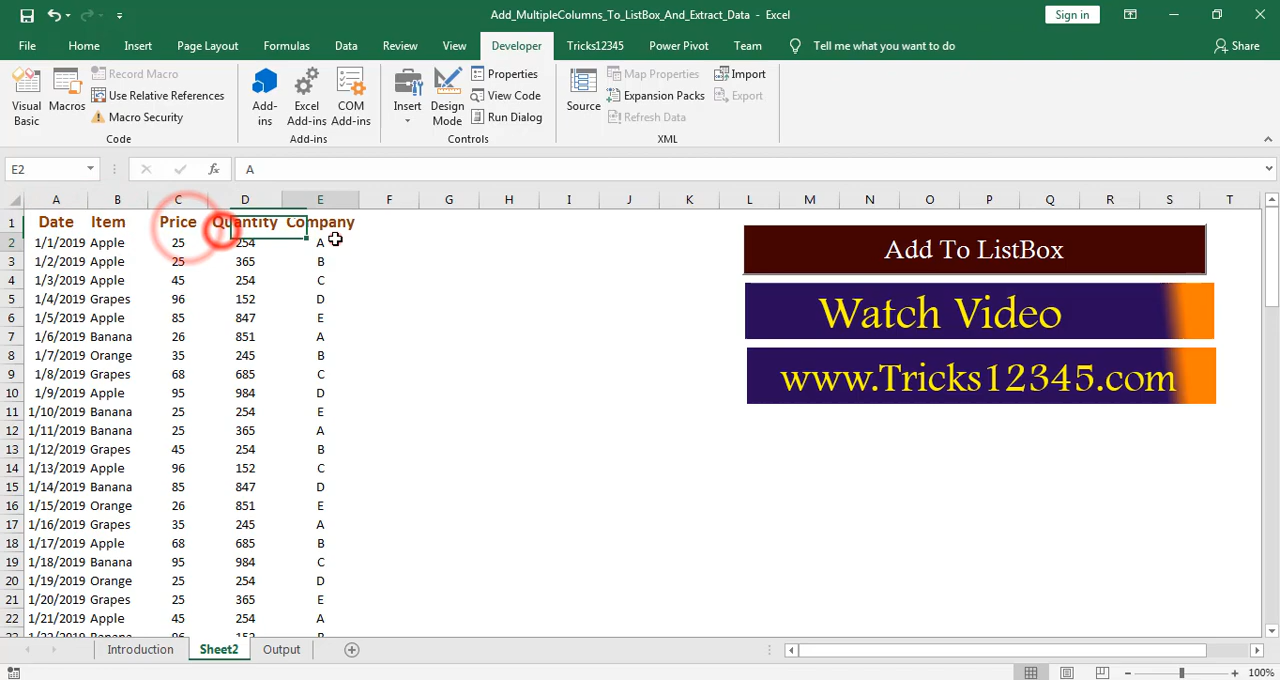 Add_MultipleColumns_To_ListBox_And_Extract_Data - Excel
Sign in
File Home Insert Page Layout Formulas Data Review View Developer Tricks12345 Power Pivot Team Tell me what you want to do Share
Visual Basic
Macros
Record Macro
Use Relative References
Macro Security
Code
Add-ins
Excel Add-ins
COM Add-ins
Add-ins
Insert
Design Mode
Properties
View Code
Run Dialog
Controls
Source
Map Properties
Expansion Packs
Refresh Data
Import
Export
XML
E2 fx A
A B C D E F G H I J K L M N O P Q R S T
1 Date Item Price Quantity Company
2 1/1/2019 Apple 25 254 A
3 1/2/2019 Apple 25 365 B
4 1/3/2019 Apple 45 254 C
5 1/4/2019 Grapes 96 152 D
6 1/5/2019 Apple 85 847 E
7 1/6/2019 Banana 26 851 A
8 1/7/2019 Orange 35 245 B
9 1/8/2019 Grapes 68 685 C
10 1/9/2019 Apple 95 984 D
11 1/10/2019 Banana 25 254 E
12 1/11/2019 Banana 25 365 A
13 1/12/2019 Grapes 45 254 B
14 1/13/2019 Apple 96 152 C
15 1/14/2019 Banana 85 847 D
16 1/15/2019 Orange 26 851 E
17 1/16/2019 Grapes 35 245 A
18 1/17/2019 Apple 68 685 B
19 1/18/2019 Banana 95 984 C
20 1/19/2019 Orange 25 254 D
21 1/20/2019 Grapes 25 365 E
22 1/21/2019 Apple 45 254 A
23 1/22/2019 Banana 96 152 B
Add To ListBox
Watch Video
www.Tricks12345.com
Introduction Sheet2 Output
100%